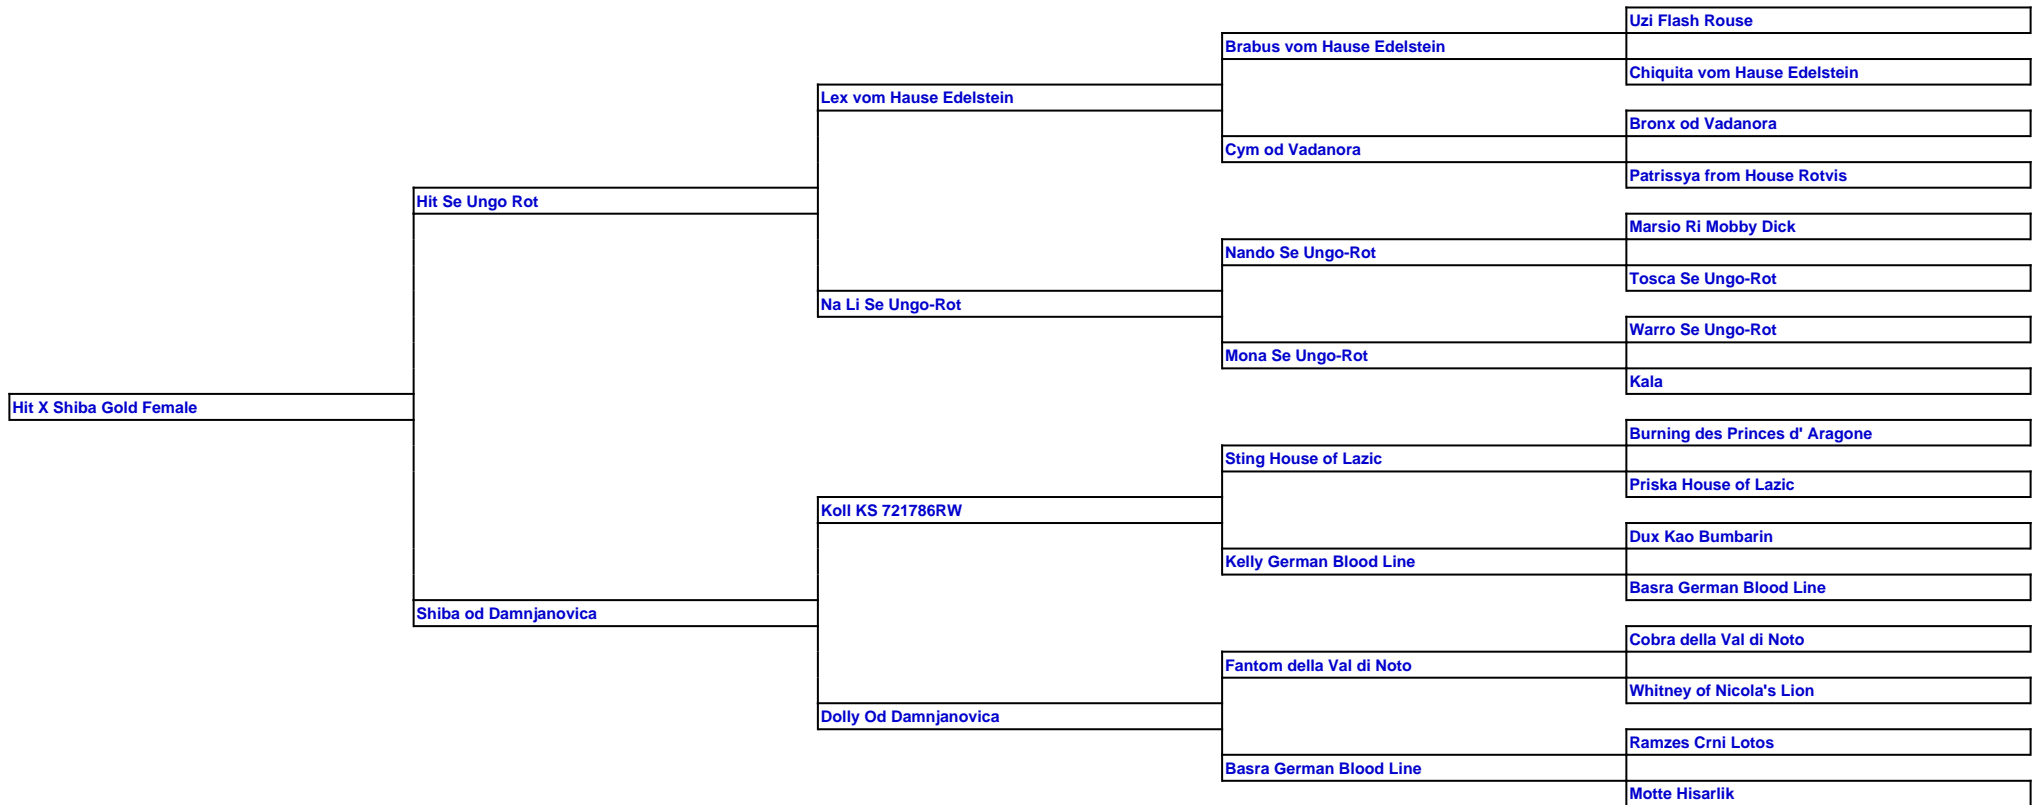 Uzi Flash Rouse
Brabus vom Hause Edelstein
Chiquita vom Hause Edelstein
Lex vom Hause Edelstein
Bronx od Vadanora
Cym od Vadanora
Patrissya from House Rotvis
Hit Se Ungo Rot
Marsio Ri Mobby Dick
Nando Se Ungo-Rot
Tosca Se Ungo-Rot
Na Li Se Ungo-Rot
Warro Se Ungo-Rot
Mona Se Ungo-Rot
Kala
Hit X Shiba Gold Female
Burning des Princes d' Aragone
Sting House of Lazic
Priska House of Lazic
Koll KS 721786RW
Dux Kao Bumbarin
Kelly German Blood Line
Basra German Blood Line
Shiba od Damnjanovica
Cobra della Val di Noto
Fantom della Val di Noto
Whitney of Nicola's Lion
Dolly Od Damnjanovica
Ramzes Crni Lotos
Basra German Blood Line
Motte Hisarlik